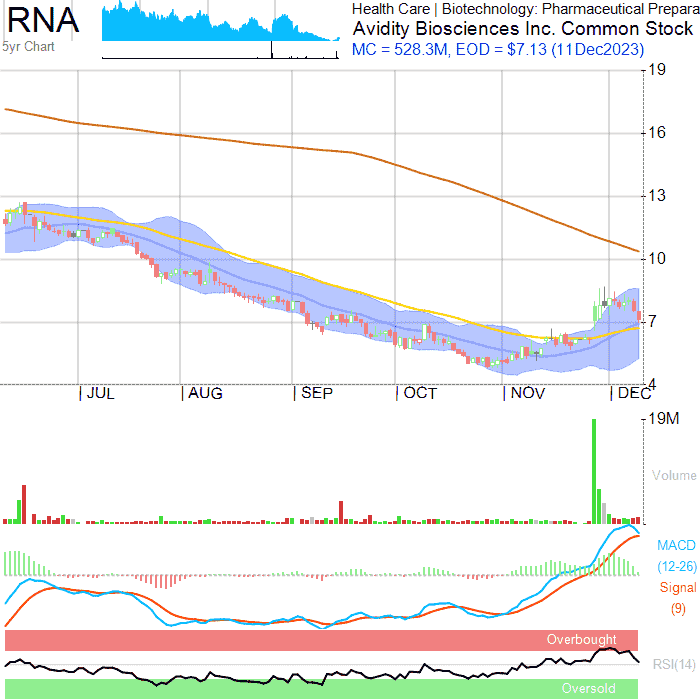 RNA
5yr Chart
Health Care | Biotechnology: Pharmaceutical Prepara
Avidity Biosciences Inc. Common Stock
MC = 528.3M, EOD = $7.13 (11Dec2023)
19
16
13
10
7
4
JUL AUG SEP OCT NOV DEC
19M
Volume
MACD
(12-26)
Signal
(9)
Overbought
RSI(14)
Oversold